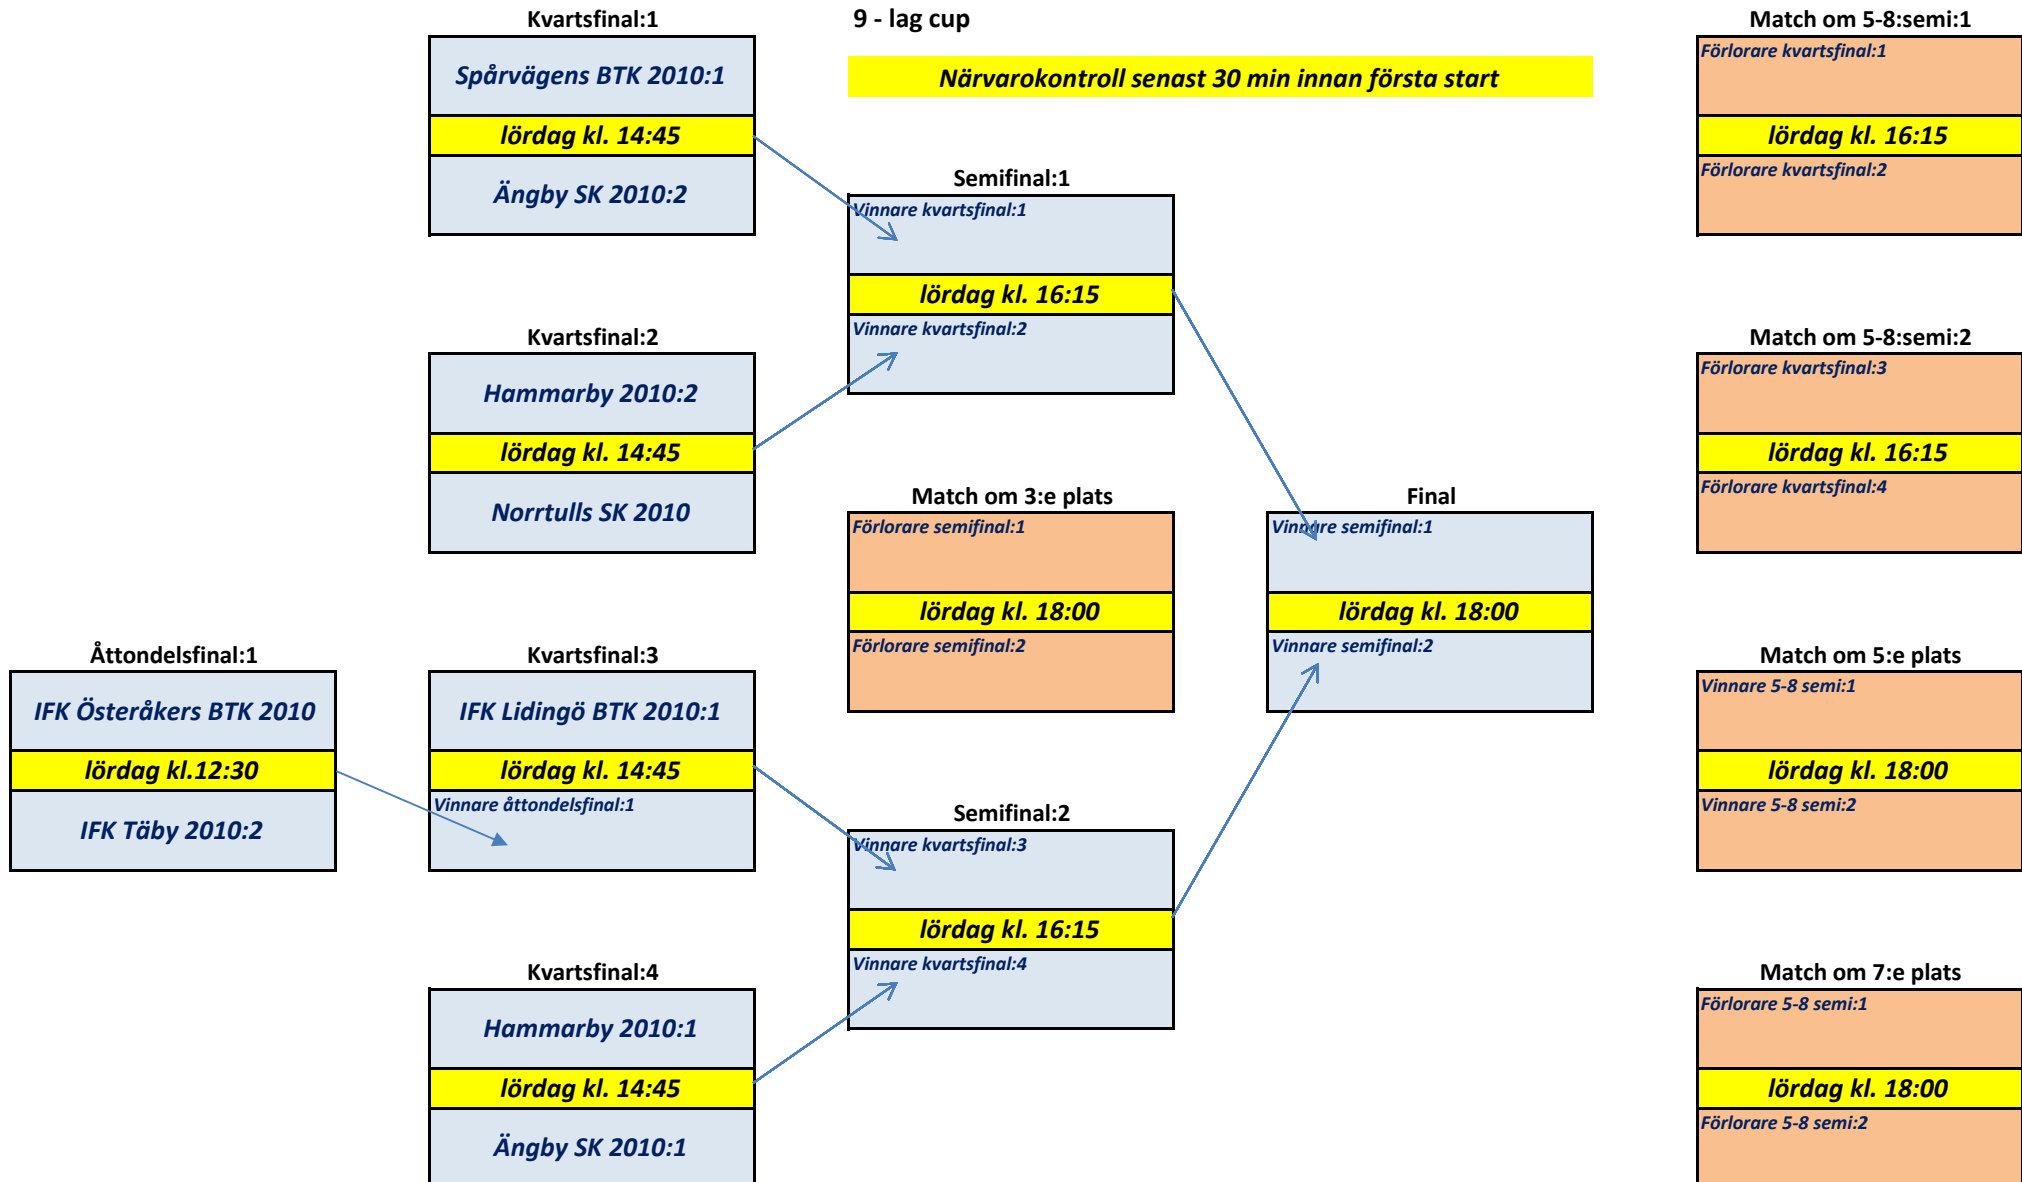 Kvartsfinal:1
Spårvägens BTK 2010:1
lördag kl. 14:45
Ängby SK 2010:2
9 - lag cup
Närvarokontroll senast 30 min innan första start
Match om 5-8:semi:1
Förlorare kvartsfinal:1
lördag kl. 16:15
Förlorare kvartsfinal:2
Semifinal:1
Vinnare kvartsfinal:1
lördag kl. 16:15
Vinnare kvartsfinal:2
Kvartsfinal:2
Hammarby 2010:2
lördag kl. 14:45
Norrtulls SK 2010
Match om 5-8:semi:2
Förlorare kvartsfinal:3
lördag kl. 16:15
Förlorare kvartsfinal:4
Match om 3:e plats
Förlorare semifinal:1
lördag kl. 18:00
Förlorare semifinal:2
Final
Vinnare semifinal:1
lördag kl. 18:00
Vinnare semifinal:2
Åttondelsfinal:1
IFK Österåkers BTK 2010
lördag kl.12:30
IFK Täby 2010:2
Kvartsfinal:3
IFK Lidingö BTK 2010:1
lördag kl. 14:45
Vinnare åttondelsfinal:1
Match om 5:e plats
Vinnare 5-8 semi:1
lördag kl. 18:00
Vinnare 5-8 semi:2
Semifinal:2
Vinnare kvartsfinal:3
lördag kl. 16:15
Vinnare kvartsfinal:4
Kvartsfinal:4
Hammarby 2010:1
lördag kl. 14:45
Ängby SK 2010:1
Match om 7:e plats
Förlorare 5-8 semi:1
lördag kl. 18:00
Förlorare 5-8 semi:2